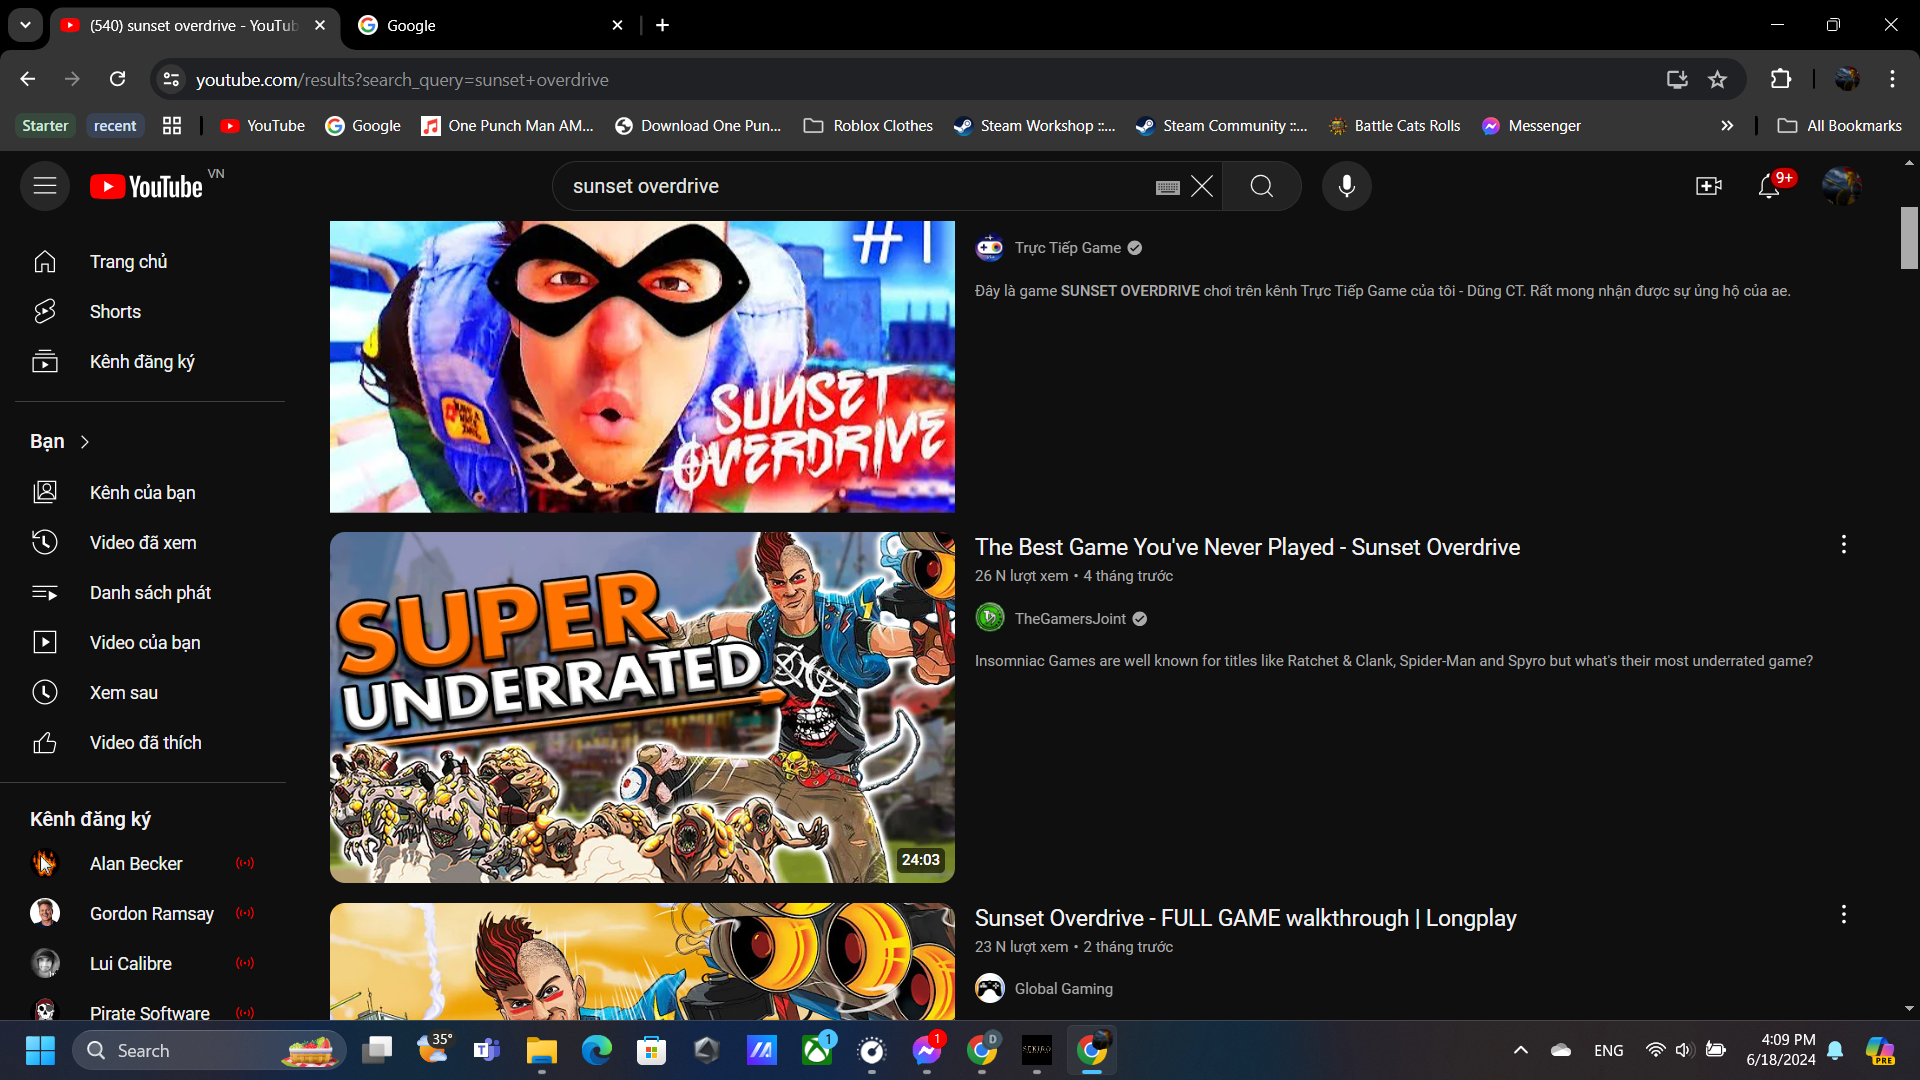 (540) sunset overdrive - YouTub
Google
youtube.com/results?search_query=sunset+overdrive
Starter
recent
YouTube
Google
One Punch Man AM...
Download One Pun...
Roblox Clothes
Steam Workshop ::...
Steam Community ::...
Battle Cats Rolls
Messenger
All Bookmarks
YouTube VN
sunset overdrive
9+
Trang chủ
Shorts
Kênh đăng ký
Bạn
Kênh của bạn
Video đã xem
Danh sách phát
Video của bạn
Xem sau
Video đã thích
Kênh đăng ký
Alan Becker
Gordon Ramsay
Lui Calibre
Pirate Software
#1
SUNSET
OVERDRIVE
Trực Tiếp Game
Đây là game SUNSET OVERDRIVE chơi trên kênh Trực Tiếp Game của tôi - Dũng CT. Rất mong nhận được sự ủng hộ của ae.
SUPER
UNDERRATED
24:03
The Best Game You've Never Played - Sunset Overdrive
26 N lượt xem • 4 tháng trước
TheGamersJoint
Insomniac Games are well known for titles like Ratchet & Clank, Spider-Man and Spyro but what's their most underrated game?
Sunset Overdrive - FULL GAME walkthrough | Longplay
23 N lượt xem • 2 tháng trước
Global Gaming
Search
35°
1
1
D
SEKIRO
ENG
4:09 PM
6/18/2024
PRE